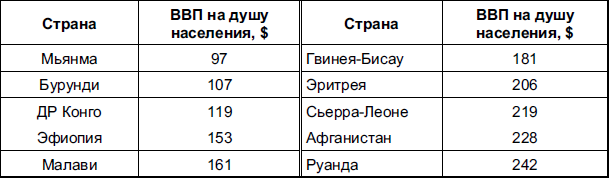 Страна ВВП на душу населения, $ Страна ВВП на душу населения, $
Мьянма 97 Гвинея-Бисау 181
Бурунди 107 Эритрея 206
ДР Конго 119 Сьерра-Леоне 219
Эфиопия 153 Афганистан 228
Малави 161 Руанда 242